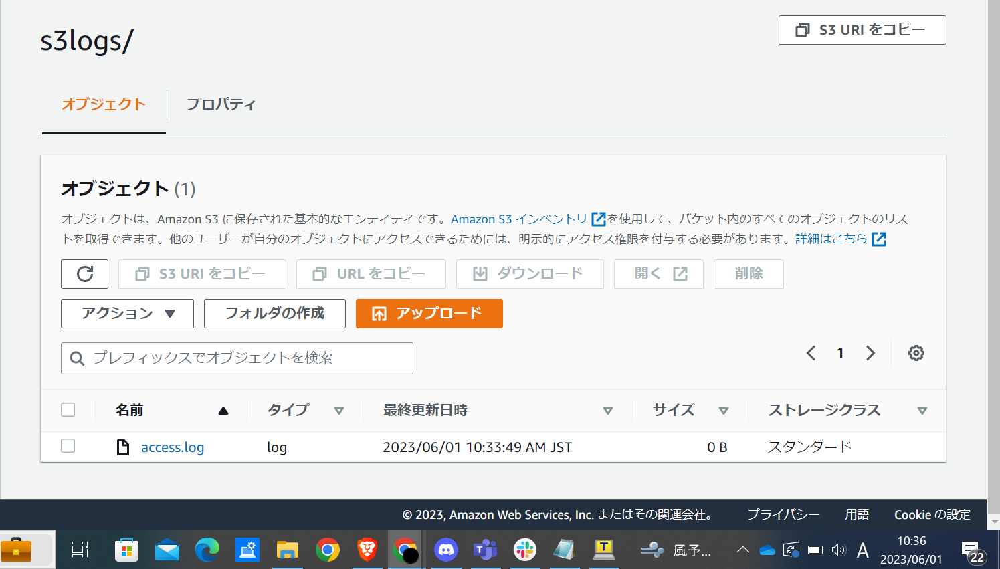 s3logs/
S3 URI をコピー
オブジェクト
プロパティ
オブジェクト (1)
オブジェクトは、Amazon S3 に保存された基本的なエンティティです。Amazon S3 インベントリ を使用して、バケット内のすべてのオブジェクトのリス
トを取得できます。他のユーザーが自分のオブジェクトにアクセスできるためには、明示的にアクセス権限を付与する必要があります。詳細はこちら
S3 URI をコピー URL をコピー ダウンロード 開く 削除
アクション フォルダの作成 アップロード
プレフィックスでオブジェクトを検索
1
名前 タイプ 最終更新日時 サイズ ストレージクラス
access.log log 2023/06/01 10:33:49 AM JST 0 B スタンダード
© 2023, Amazon Web Services, Inc. またはその関連会社。 プライバシー 用語 Cookie の設定
風予... A 10:36
2023/06/01 22